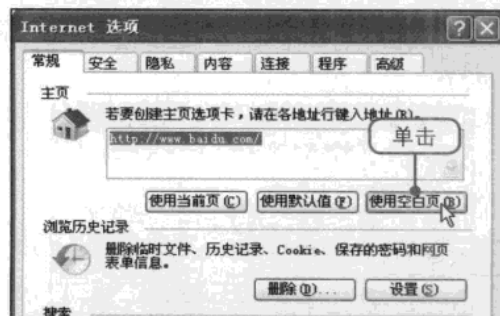 Internet 选项
常规 安全 隐私 内容 连接 程序 高级
主页
若要创建主页选项卡，请在各地址行键入地址(R)。
http://www.baidu.com/
单击
使用当前页(C) 使用默认值(F) 使用空白页(B)
浏览历史记录
删除临时文件、历史记录、Cookie、保存的密码和网页
表单信息。
删除(D)... 设置(S)
搜索